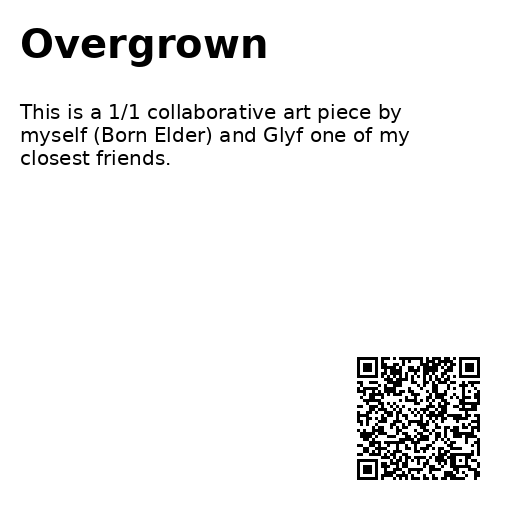 Overgrown
This is a 1/1 collaborative art piece by
myself (Born Elder) and Glyf one of my
closest friends.